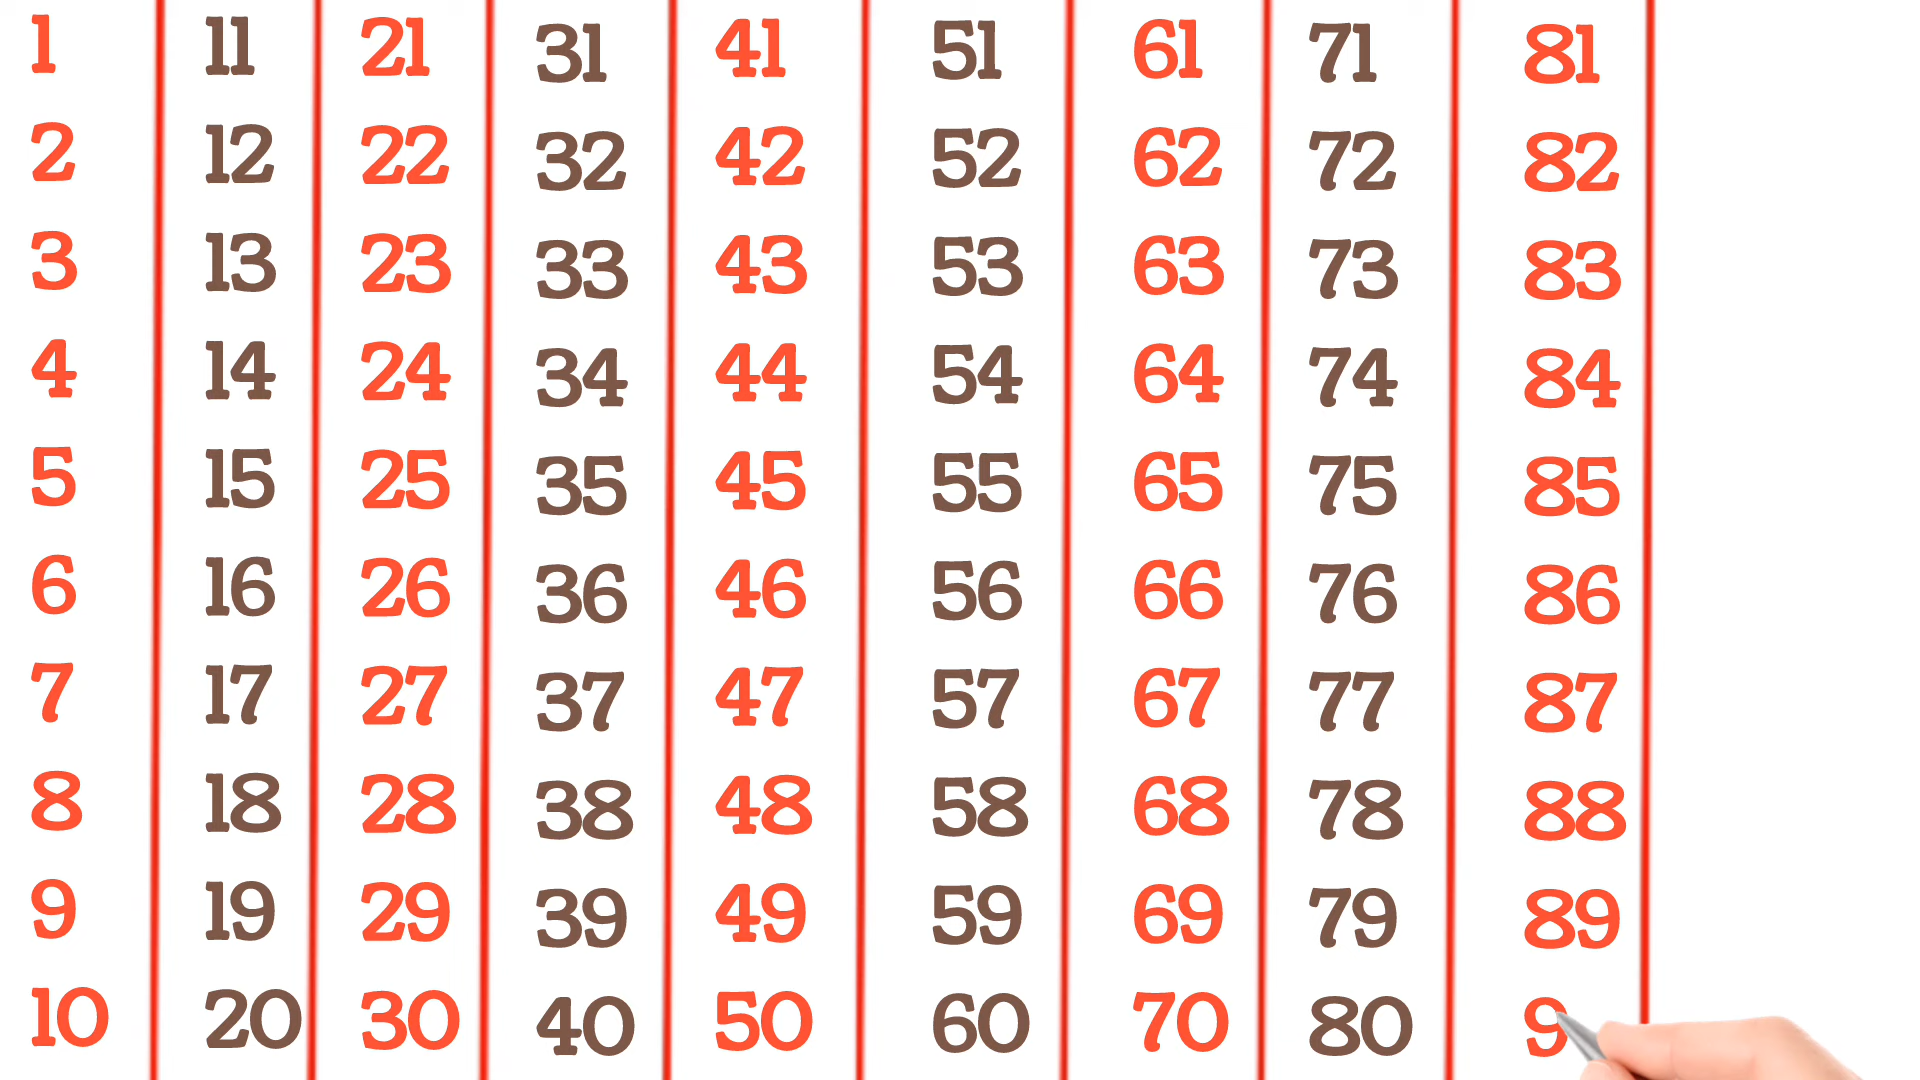 1 11 21 31 41 51 61 71 81
2 12 22 32 42 52 62 72 82
3 13 23 33 43 53 63 73 83
4 14 24 34 44 54 64 74 84
5 15 25 35 45 55 65 75 85
6 16 26 36 46 56 66 76 86
7 17 27 37 47 57 67 77 87
8 18 28 38 48 58 68 78 88
9 19 29 39 49 59 69 79 89
10 20 30 40 50 60 70 80 9